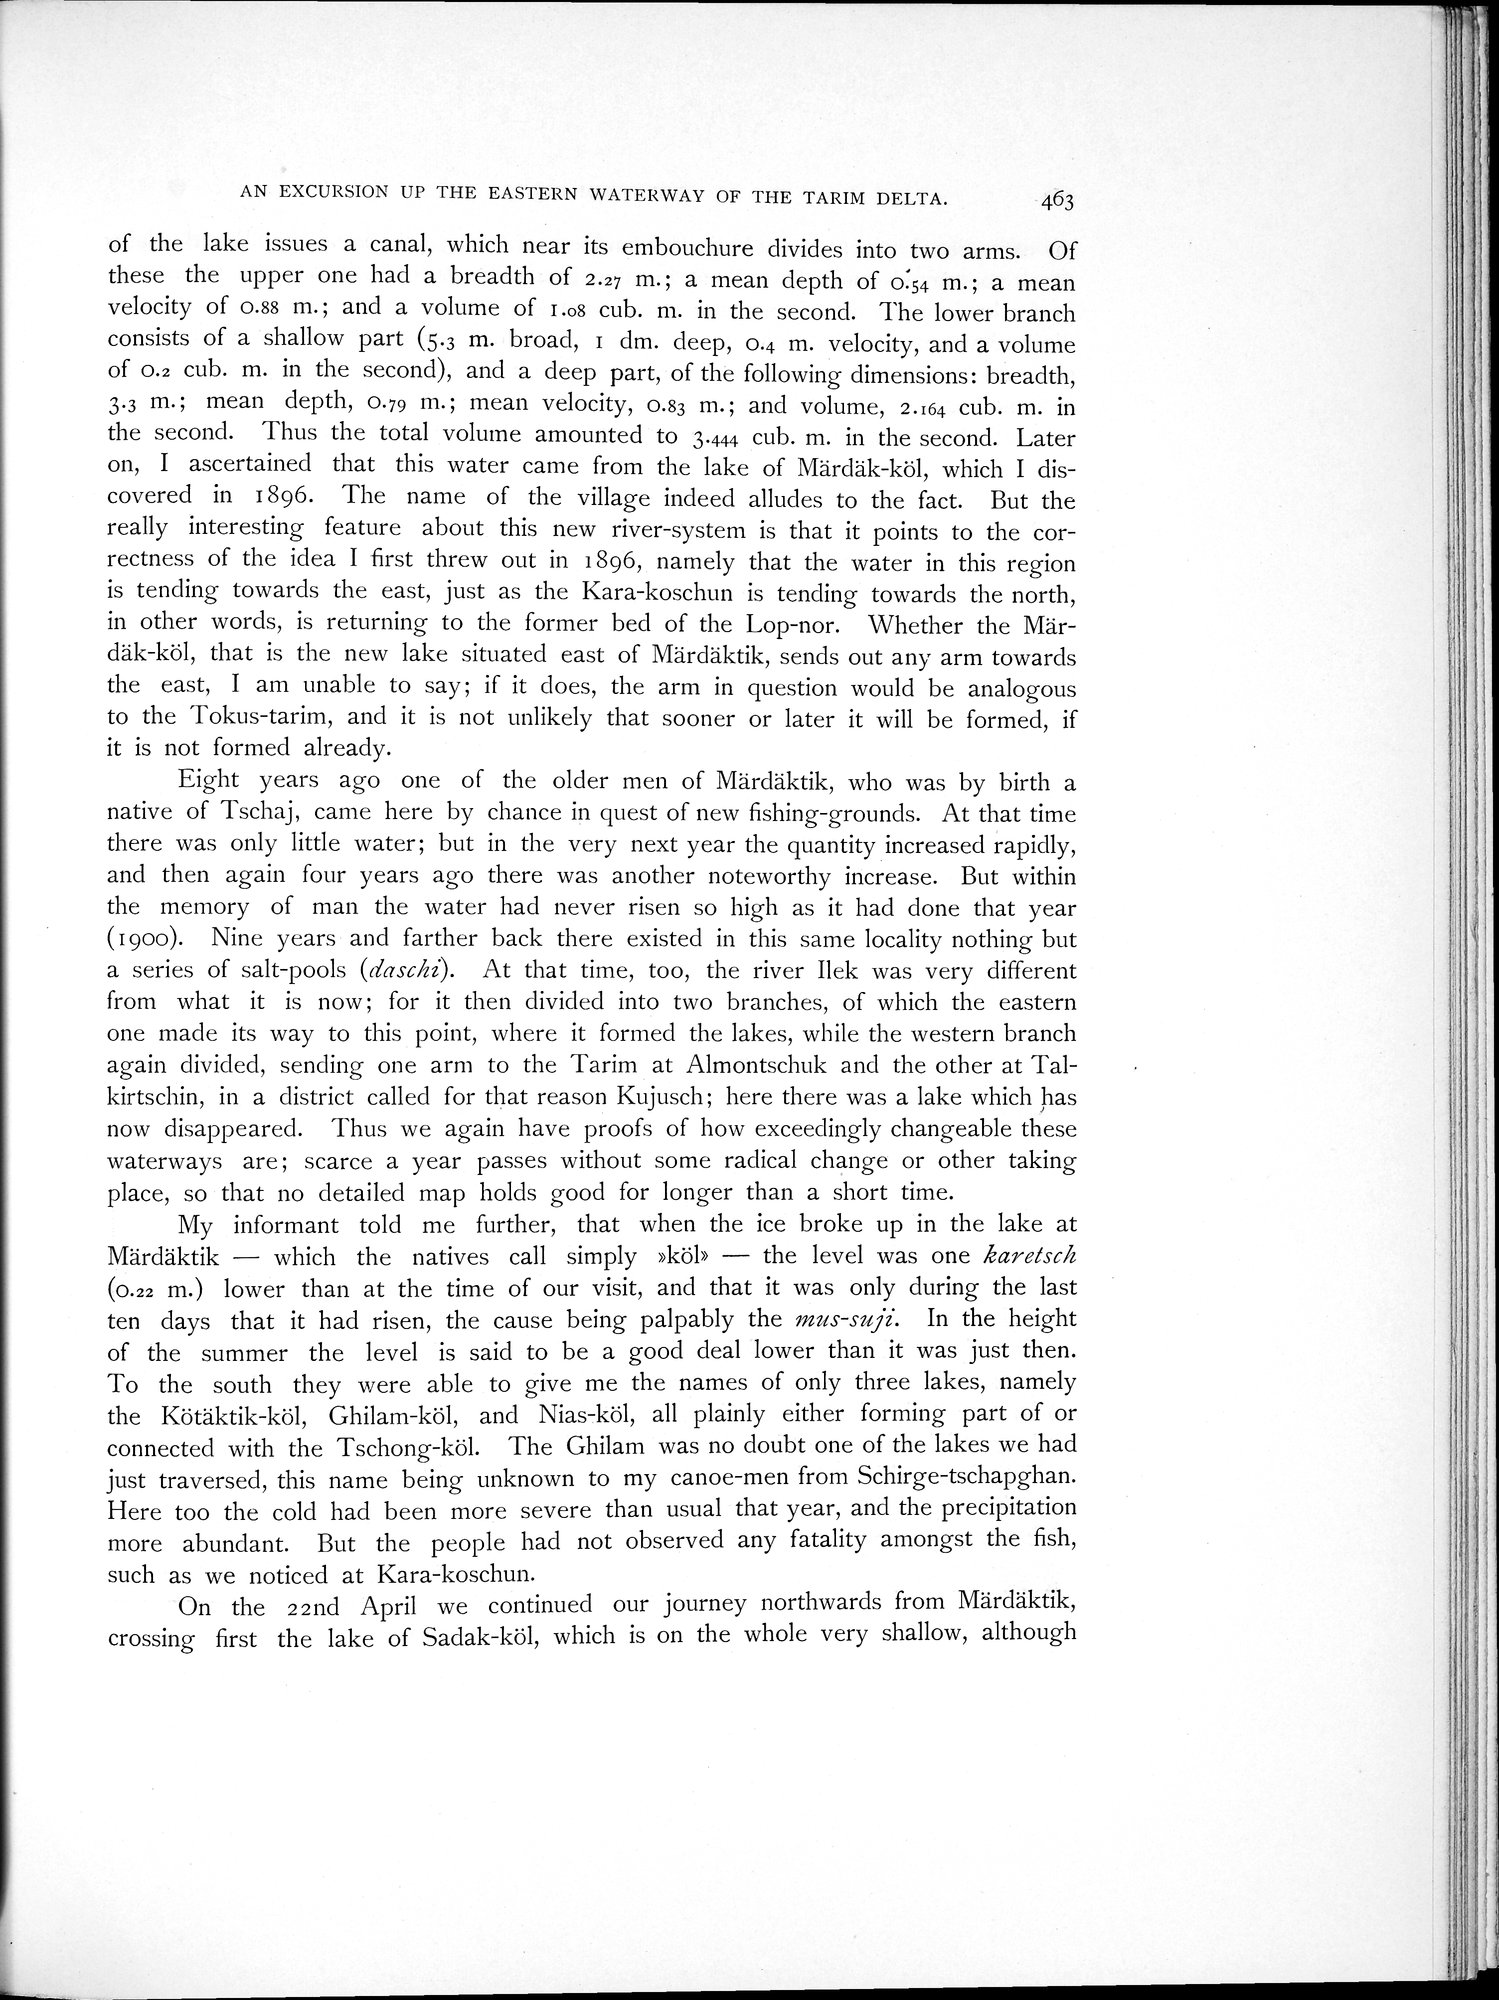 AN EXCURSION UP THE EASTERN WATERWAY OF THE TARIM DELTA. 463
of the lake issues a canal, which near its embouchure divides into two arms. Of
these the upper one had a breadth of 2.27 m.; a mean depth of 0.54 m.; a mean
velocity of 0.88 m.; and a volume of 1.08 cub. m. in the second. The lower branch
consists of a shallow part (5.3 m. broad, 1 dm. deep, 0.4 m. velocity, and a volume
of 0.2 cub. m. in the second), and a deep part, of the following dimensions: breadth,
3.3 m.; mean depth, 0.79 m.; mean velocity, 0.83 m.; and volume, 2.164 cub. m. in
the second. Thus the total volume amounted to 3.444 cub. m. in the second. Later
on, I ascertained that this water came from the lake of Märdäk-köl, which I dis-
covered in 1896. The name of the village indeed alludes to the fact. But the
really interesting feature about this new river-system is that it points to the cor-
rectness of the idea I first threw out in 1896, namely that the water in this region
is tending towards the east, just as the Kara-koschun is tending towards the north,
in other words, is returning to the former bed of the Lop-nor. Whether the Mär-
däk-köl, that is the new lake situated east of Märdäktik, sends out any arm towards
the east, I am unable to say; if it does, the arm in question would be analogous
to the Tokus-tarim, and it is not unlikely that sooner or later it will be formed, if
it is not formed already.
Eight years ago one of the older men of Märdäktik, who was by birth a
native of Tschaj, came here by chance in quest of new fishing-grounds. At that time
there was only little water; but in the very next year the quantity increased rapidly,
and then again four years ago there was another noteworthy increase. But within
the memory of man the water had never risen so high as it had done that year
(1900). Nine years and farther back there existed in this same locality nothing but
a series of salt-pools (daschi). At that time, too, the river Ilek was very different
from what it is now; for it then divided into two branches, of which the eastern
one made its way to this point, where it formed the lakes, while the western branch
again divided, sending one arm to the Tarim at Almontschuk and the other at Tal-
kirtschin, in a district called for that reason Kujusch; here there was a lake which has
now disappeared. Thus we again have proofs of how exceedingly changeable these
waterways are; scarce a year passes without some radical change or other taking
place, so that no detailed map holds good for longer than a short time.
My informant told me further, that when the ice broke up in the lake at
Märdäktik — which the natives call simply »köl» — the level was one karetsch
(0.22 m.) lower than at the time of our visit, and that it was only during the last
ten days that it had risen, the cause being palpably the mus-suji. In the height
of the summer the level is said to be a good deal lower than it was just then.
To the south they were able to give me the names of only three lakes, namely
the Kötäktik-köl, Ghilam-köl, and Nias-köl, all plainly either forming part of or
connected with the Tschong-köl. The Ghilam was no doubt one of the lakes we had
just traversed, this name being unknown to my canoe-men from Schirge-tschapghan.
Here too the cold had been more severe than usual that year, and the precipitation
more abundant. But the people had not observed any fatality amongst the fish,
such as we noticed at Kara-koschun.
On the 22nd April we continued our journey northwards from Märdäktik,
crossing first the lake of Sadak-köl, which is on the whole very shallow, although